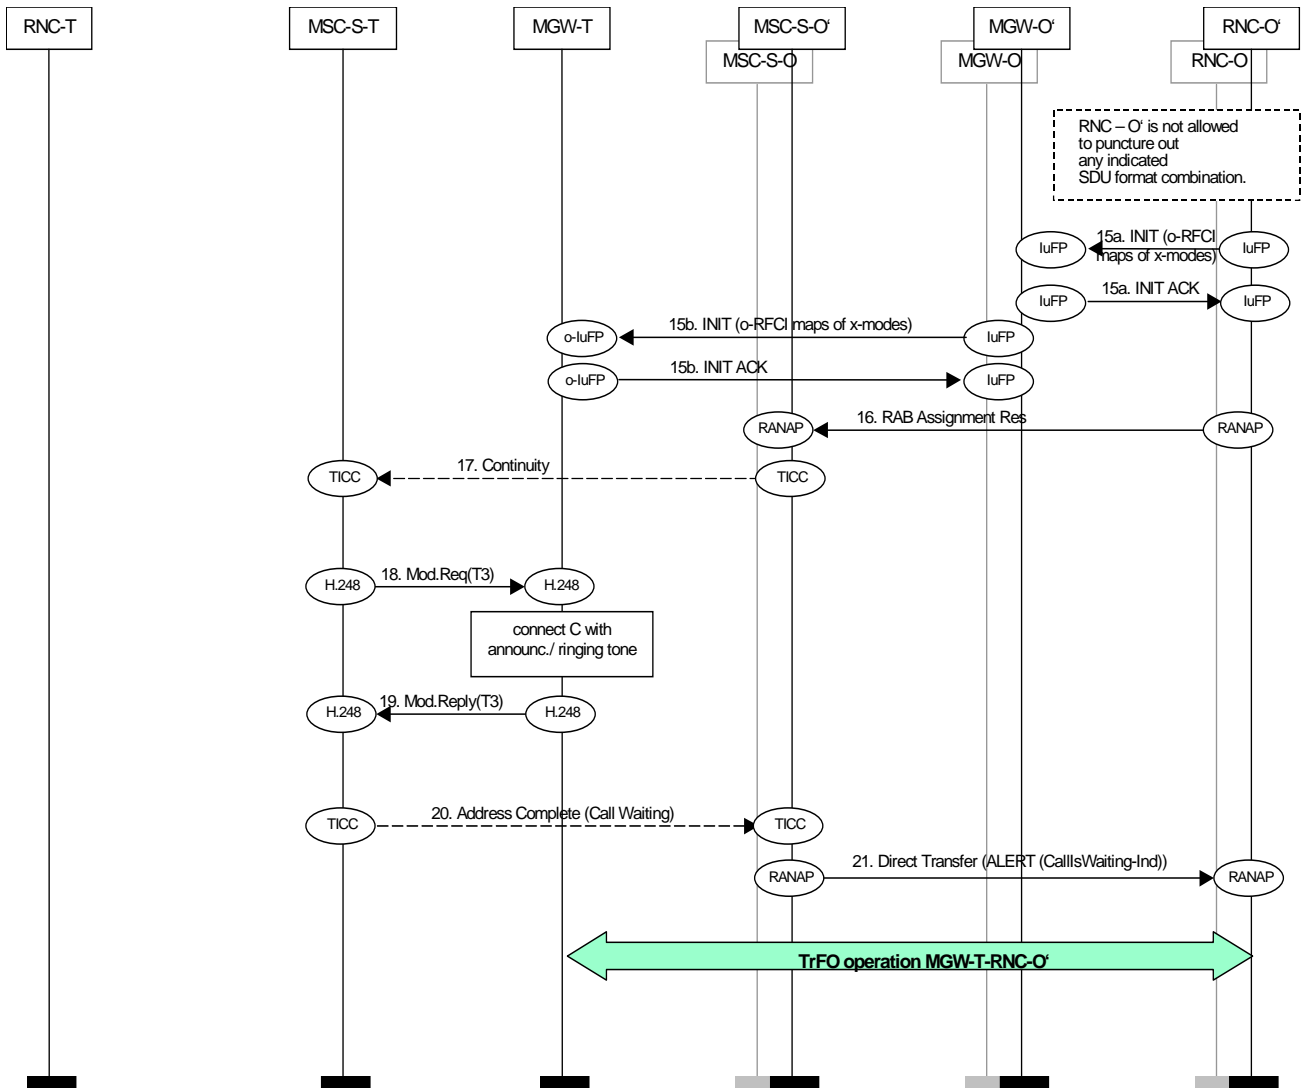 RNC-T
MSC-S-T
MGW-T
MSC-S-O‘
MGW-O‘
RNC-O‘
MSC-S-O
MGW-O
RNC-O
RNC – O‘ is not allowed
to puncture out
any indicated
SDU format combination.
IuFP
15a. INIT (o-RFCI
maps of x-modes)
IuFP
IuFP
15a. INIT ACK
IuFP
o-IuFP
15b. INIT (o-RFCI maps of x-modes)
IuFP
o-IuFP
15b. INIT ACK
IuFP
RANAP
16. RAB Assignment Res
RANAP
TICC
17. Continuity
TICC
H.248
18. Mod.Req(T3)
H.248
connect C with
announc./ ringing tone
H.248
19. Mod.Reply(T3)
H.248
TICC
20. Address Complete (Call Waiting)
TICC
RANAP
21. Direct Transfer (ALERT (CallIsWaiting-Ind))
RANAP
TrFO operation MGW-T-RNC-O‘